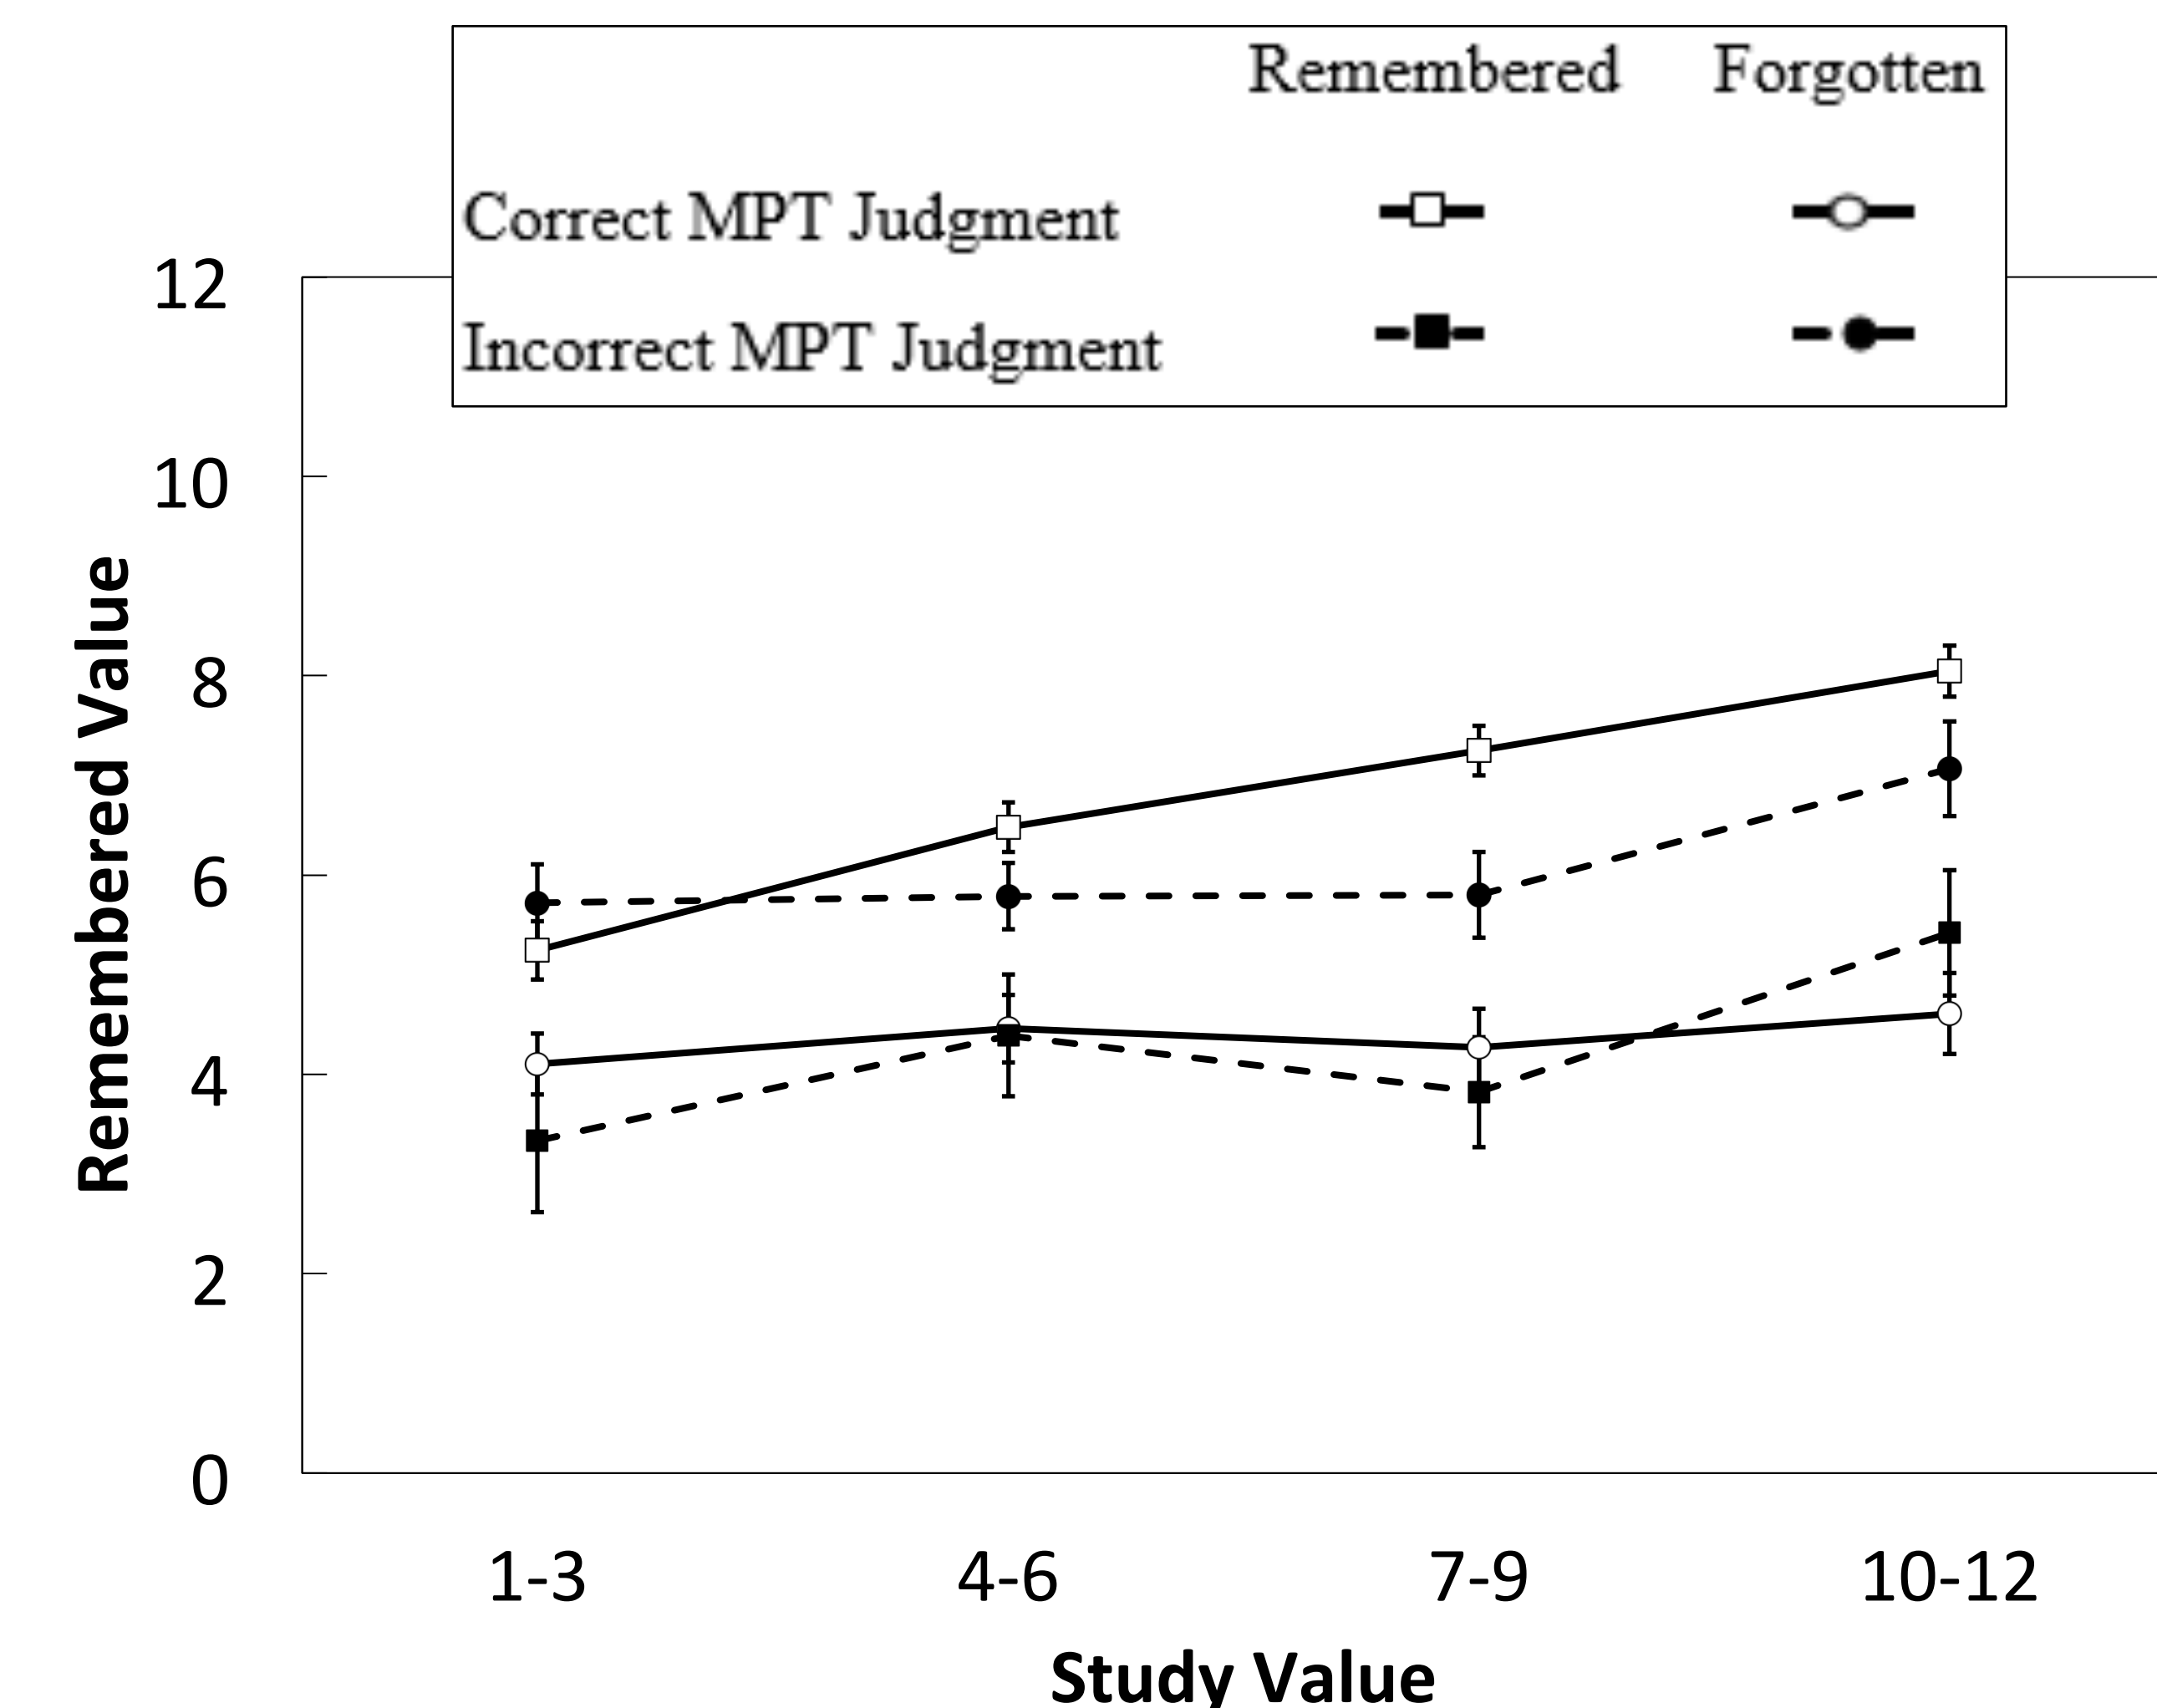 Remembered Forgotten
Correct MPT Judgment
Incorrect MPT Judgment
12
10
8
6
4
2
0
Remembered Value
1-3 4-6 7-9 10-12
Study Value